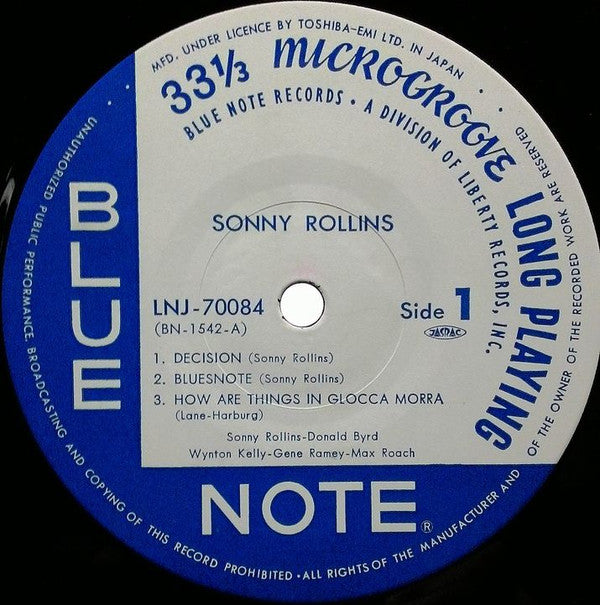 MFD. UNDER LICENCE BY TOSHIBA-EMI LTD. IN JAPAN
33 1/3 MICROGROOVE LONG PLAYING
BLUE NOTE RECORDS • A DIVISION OF LIBERTY RECORDS, INC.
SONNY ROLLINS
LNJ-70084
(BN-1542-A)
Side 1
JASRAC
1. DECISION (Sonny Rollins)
2. BLUESNOTE (Sonny Rollins)
3. HOW ARE THINGS IN GLOCCA MORRA
(Lane-Harburg)
Sonny Rollins-Donald Byrd
Wynton Kelly-Gene Ramey-Max Roach
BLUE
NOTE®
UNAUTHORIZED PUBLIC PERFORMANCE, BROADCASTING AND COPYING OF THIS RECORD PROHIBITED • ALL RIGHTS OF THE MANUFACTURER AND OF THE OWNER OF THE RECORDED WORK ARE RESERVED